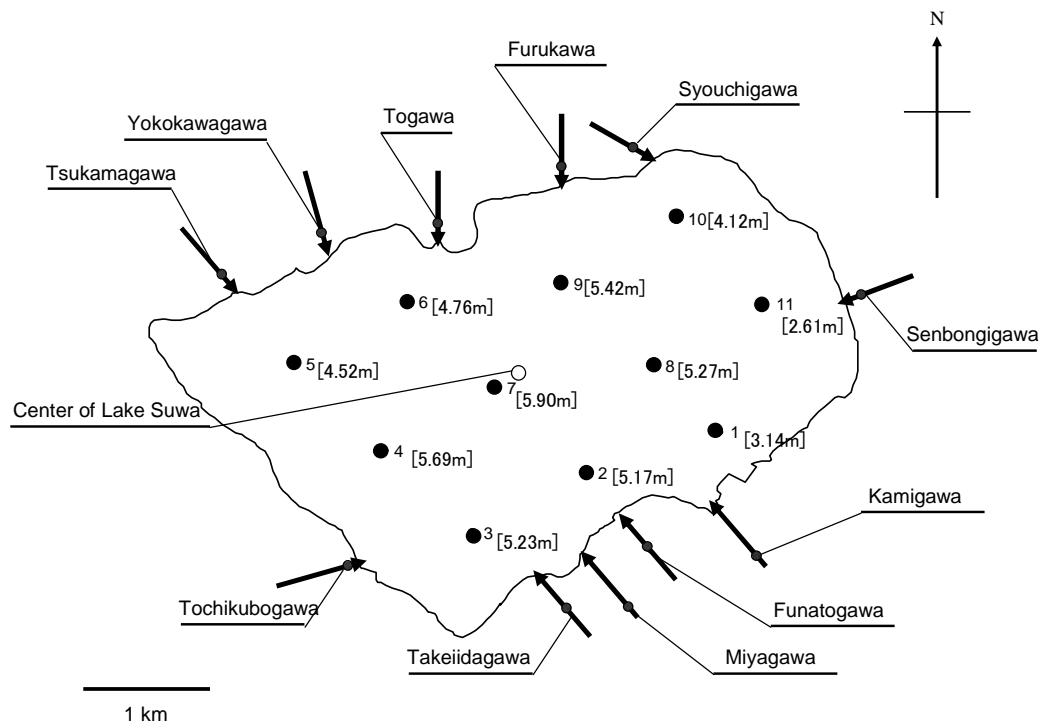 N
Furukawa
Syouchigawa
Togawa
Yokokawagawa
Tsukamagawa
10 [4.12m]
9 [5.42m]
6 [4.76m]
11
[2.61m]
Senbongigawa
5 [4.52m]
8 [5.27m]
7
[5.90m]
Center of Lake Suwa
1 [3.14m]
4 [5.69m]
2 [5.17m]
Kamigawa
3 [5.23m]
Tochikubogawa
Funatogawa
Takeiidagawa
Miyagawa
1 km